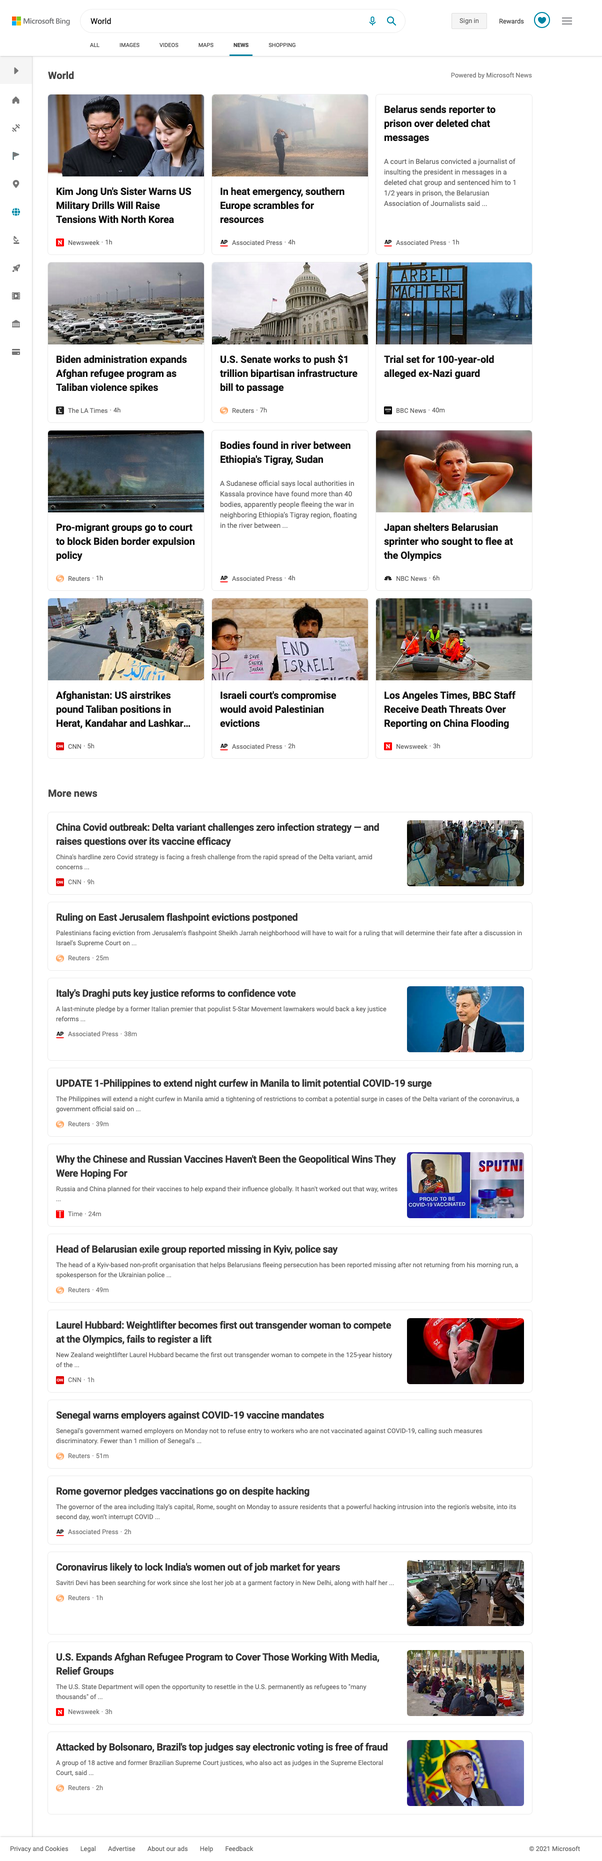 Microsoft Bing
World
Sign in
Rewards
ALL
IMAGES
VIDEOS
MAPS
NEWS
SHOPPING
World
Powered by Microsoft News
Kim Jong Un's Sister Warns US
Military Drills Will Raise
Tensions With North Korea
Newsweek · 1h
In heat emergency, southern
Europe scrambles for
resources
AP Associated Press · 4h
Belarus sends reporter to
prison over deleted chat
messages
A court in Belarus convicted a journalist of
insulting the president in messages in a
deleted chat group and sentenced him to 1
1/2 years in prison, the Belarusian
Association of Journalists said ...
AP Associated Press · 1h
Biden administration expands
Afghan refugee program as
Taliban violence spikes
The LA Times · 4h
U.S. Senate works to push $1
trillion bipartisan infrastructure
bill to passage
Reuters · 7h
ARBEIT
MACHT FREI
Trial set for 100-year-old
alleged ex-Nazi guard
BBC News · 40m
Pro-migrant groups go to court
to block Biden border expulsion
policy
Reuters · 1h
Bodies found in river between
Ethiopia's Tigray, Sudan
A Sudanese official says local authorities in
Kassala province have found more than 40
bodies, apparently people fleeing the war in
neighboring Ethiopia's Tigray region, floating
in the river between ...
AP Associated Press · 4h
Japan sheltersBelarusian
sprinter who sought to flee at
the Olympics
NBC News · 6h
Afghanistan: US airstrikes
pound Taliban positions in
Herat, Kandahar and Lashkar...
CNN · 5h
END
ISRAELI
Israeli court's compromise
would avoid Palestinian
evictions
AP Associated Press · 2h
Los Angeles Times, BBC Staff
Receive Death Threats Over
Reporting on China Flooding
Newsweek · 3h
More news
China Covid outbreak: Delta variant challenges zero infection strategy — and
raises questions over its vaccine efficacy
China's hardline zero Covid strategy is facing a fresh challenge from the rapid spread of the Delta variant, amid
concerns ...
CNN · 9h
Ruling on East Jerusalem flashpoint evictions postponed
Palestinians facing eviction from Jerusalem's flashpoint Sheikh Jarrah neighborhood will have to wait for a ruling that will determine their fate after a discussion in
Israel's Supreme Court on ...
Reuters · 25m
Italy's Draghi puts key justice reforms to confidence vote
A last-minute pledge by a former Italian premier that populist 5-Star Movement lawmakers would back a key justice
reforms ...
AP Associated Press · 38m
UPDATE 1-Philippines to extend night curfew in Manila to limit potential COVID-19 surge
The Philippines will extend a night curfew in Manila amid a tightening of restrictions to combat a potential surge in cases of the Delta variant of the coronavirus, a
government official said on ...
Reuters · 39m
Why the Chinese and Russian Vaccines Haven't Been the Geopolitical Wins They
Were Hoping For
Russia and China planned for their vaccines to help expand their influence globally. It hasn't worked out that way, writes
...
Time · 24m
SPUTNI
PROUD TO BE
COVID-19 VACCINATED
Head of Belarusian exile group reported missing in Kyiv, police say
The head of a Kyiv-based non-profit organisation that helps Belarusians fleeing persecution has been reported missing after not returning from his morning run, a
spokesperson for the Ukrainian police ...
Reuters · 49m
Laurel Hubbard: Weightlifter becomes first out transgender woman to compete
at the Olympics, fails to register a lift
New Zealand weightlifter Laurel Hubbard became the first out transgender woman to compete in the 125-year history
of the ...
CNN · 1h
Senegal warns employers against COVID-19 vaccine mandates
Senegal's government warned employers on Monday not to refuse entry to workers who are not vaccinated against COVID-19, calling such measures
discriminatory. Fewer than 1 million of Senegal's ...
Reuters · 51m
Rome governor pledges vaccinations go on despite hacking
The governor of the area including Italy's capital, Rome, sought on Monday to assure residents that a powerful hacking intrusion into the region's website, into its
second day, won't interrupt COVID ...
AP Associated Press · 2h
Coronavirus likely to lock India's women out of job market for years
Savitri Devi has been searching for work since she lost her job at a garment factory in New Delhi, along with half her ...
Reuters · 1h
U.S. Expands Afghan Refugee Program to Cover Those Working With Media,
Relief Groups
The U.S. State Department will open the opportunity to resettle in the U.S. permanently as refugees to "many
thousands" of ...
Newsweek · 3h
Attacked by Bolsonaro, Brazil's top judges say electronic voting is free of fraud
A group of 18 active and former Brazilian Supreme Court justices, who also act as judges in the Supreme Electoral
Court, said ...
Reuters · 2h
Privacy and Cookies
Legal
Advertise
About our ads
Help
Feedback
© 2021 Microsoft